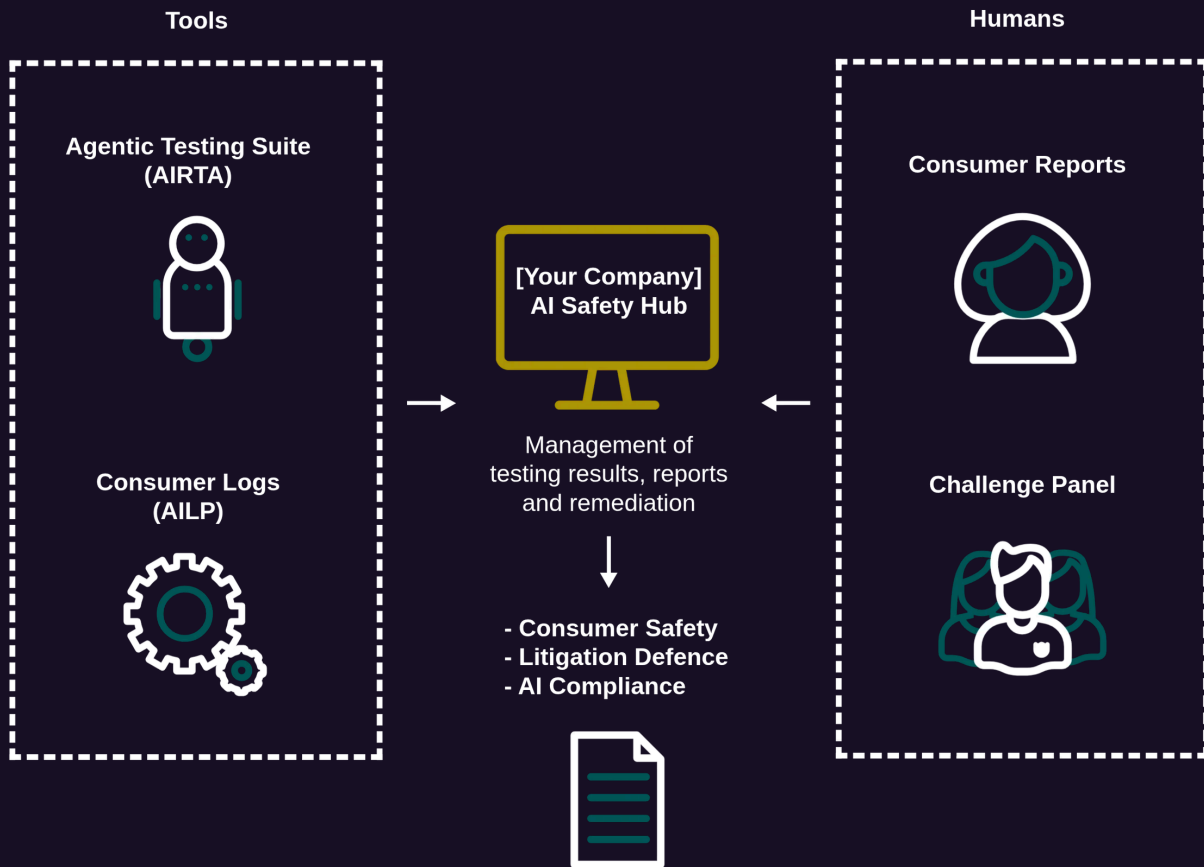 Tools
Agentic Testing Suite
(AIRTA)
Consumer Logs
(AILP)
[Your Company]
AI Safety Hub
Management of
testing results, reports
and remediation
- Consumer Safety
- Litigation Defence
- AI Compliance
Humans
Consumer Reports
Challenge Panel